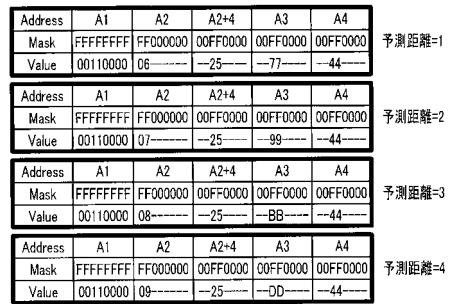 Address A1 A2 A2+4 A3 A4
Mask FFFFFFFF FF000000 00FF0000 00FF0000 00FF0000 予測距離=1
Value 00110000 06------ --25---- --77---- --44----
Address A1 A2 A2+4 A3 A4
Mask FFFFFFFF FF000000 00FF0000 00FF0000 00FF0000 予測距離=2
Value 00110000 07------ --25---- --99---- --44----
Address A1 A2 A2+4 A3 A4
Mask FFFFFFFF FF000000 00FF0000 00FF0000 00FF0000 予測距離=3
Value 00110000 08------ --25---- --BB---- --44----
Address A1 A2 A2+4 A3 A4
Mask FFFFFFFF FF000000 00FF0000 00FF0000 00FF0000 予測距離=4
Value 00110000 09------ --25---- --DD---- --44----